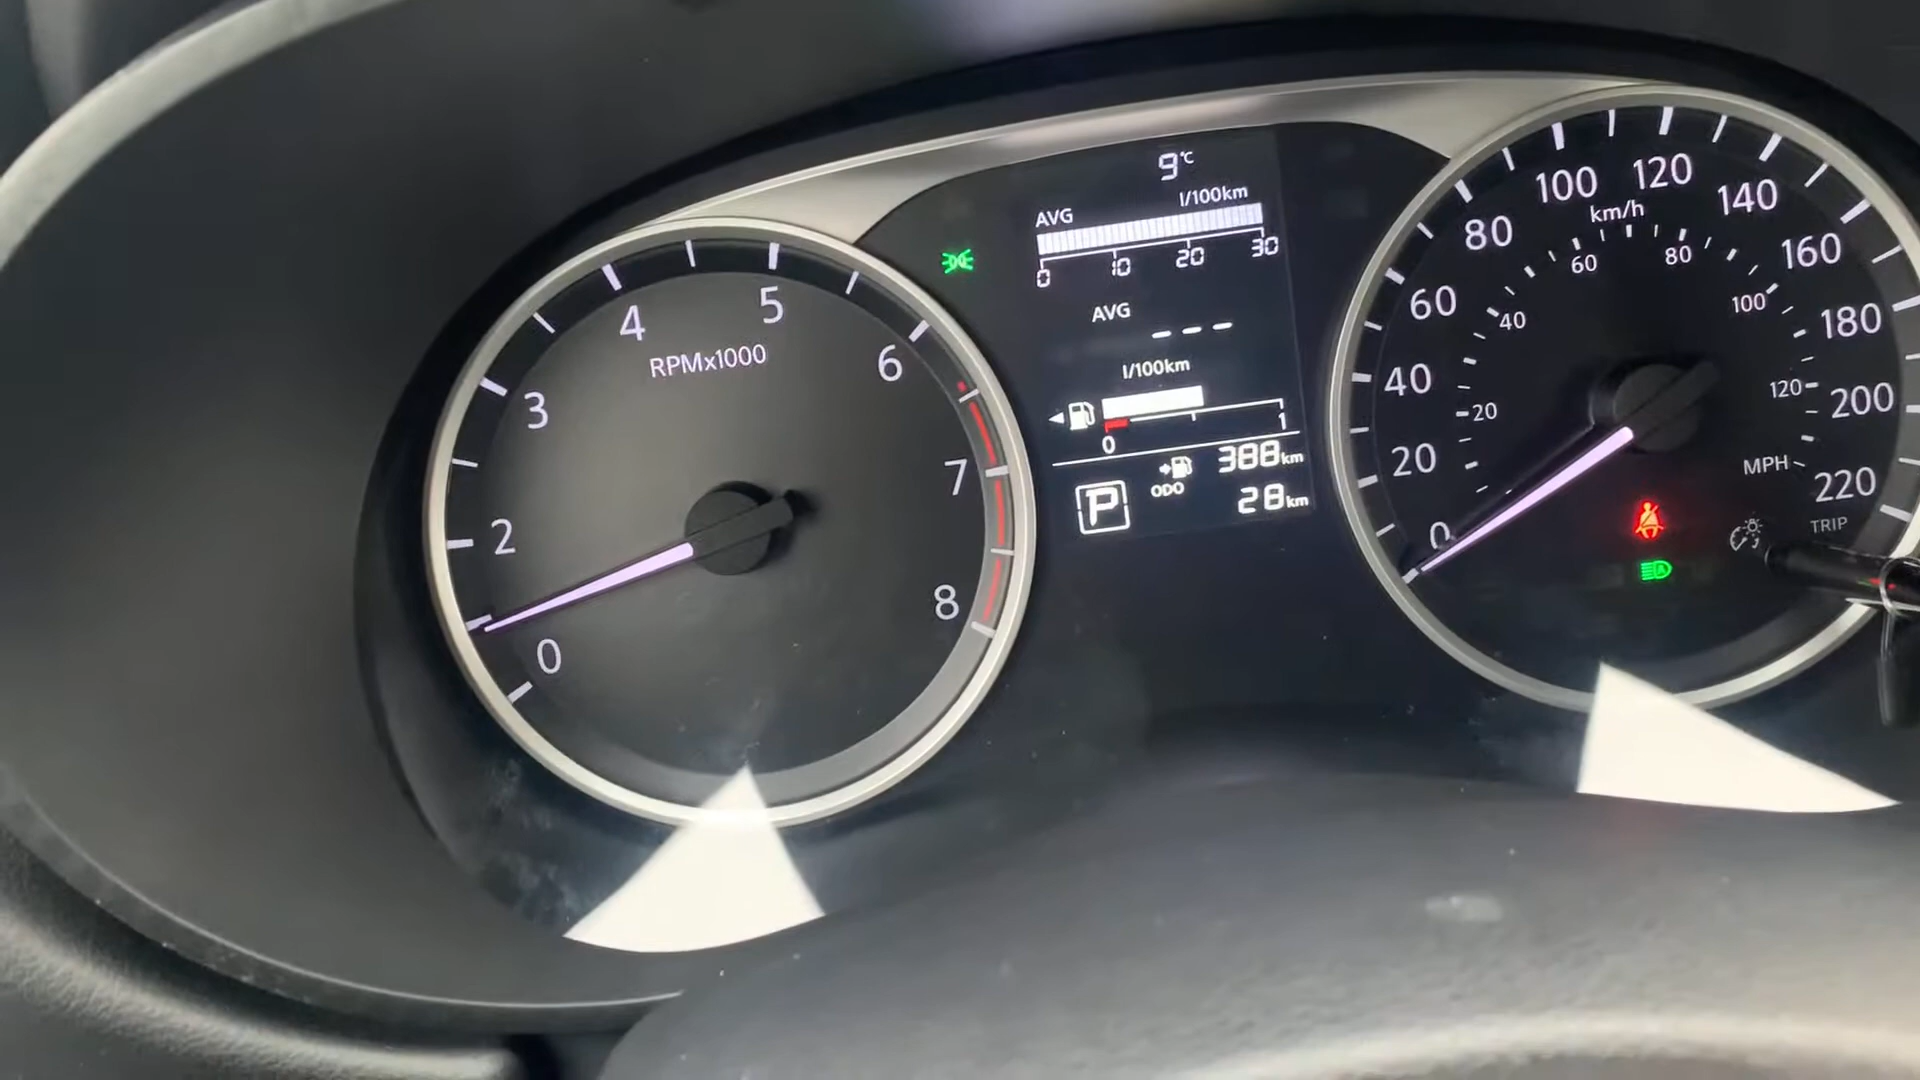 9°C
AVG l/100km
0 10 20 30
AVG
---
l/100km
0 1
388km
ODO 28km
P
0 2 3 4 5 6 7 8
RPMx1000
0 20 40 60 80 100 120 140 160 180 200 220
km/h
20 40 60 80 100 120
MPH
TRIP
A